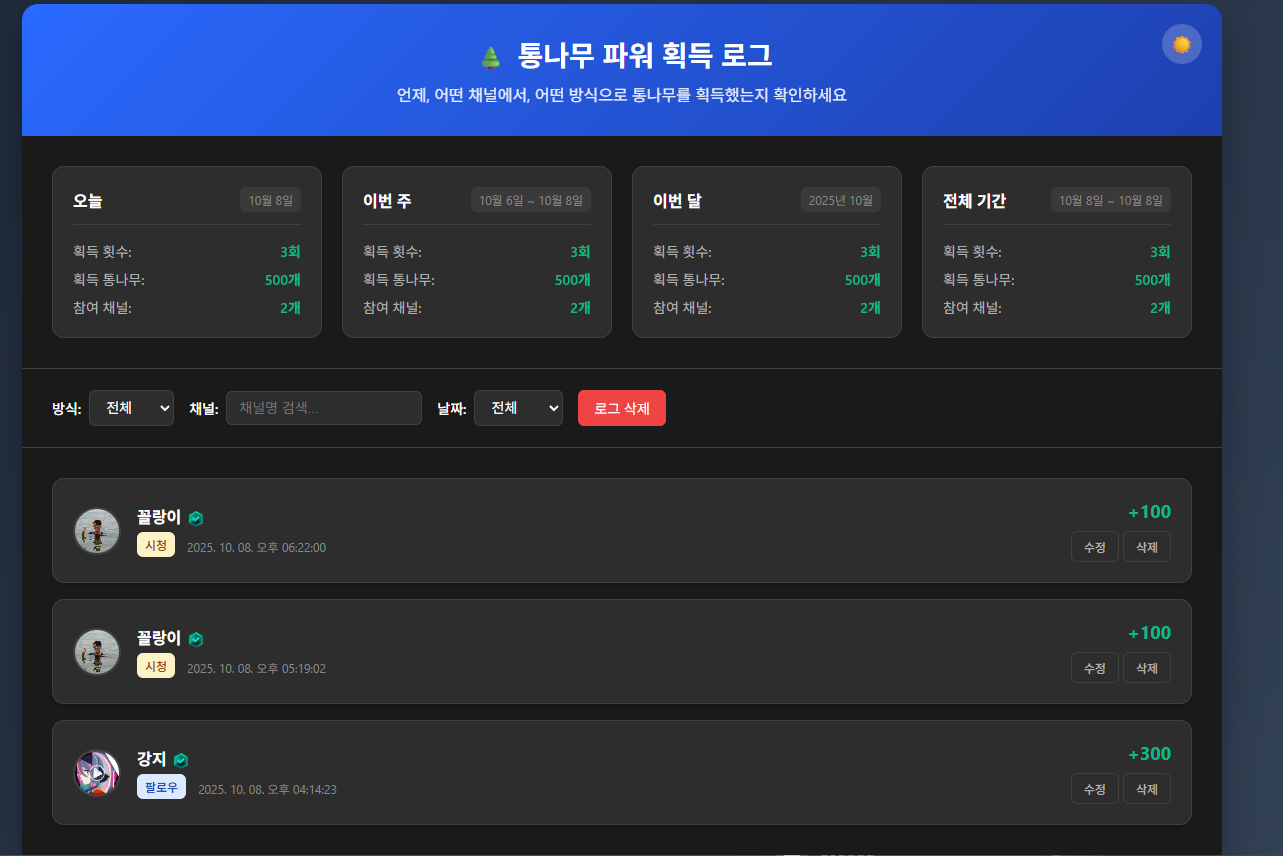 통나무 파워 획득 로그
언제, 어떤 채널에서, 어떤 방식으로 통나무를 획득했는지 확인하세요
오늘 10월 8일
획득 횟수: 3회
획득 통나무: 500개
참여 채널: 2개
이번 주 10월 6일 ~ 10월 8일
획득 횟수: 3회
획득 통나무: 500개
참여 채널: 2개
이번 달 2025년 10월
획득 횟수: 3회
획득 통나무: 500개
참여 채널: 2개
전체 기간 10월 8일 ~ 10월 8일
획득 횟수: 3회
획득 통나무: 500개
참여 채널: 2개
방식: 전체 채널: 채널명 검색... 날짜: 전체 로그 삭제
꼴랑이 +100
시청 2025. 10. 08. 오후 06:22:00 수정 삭제
꼴랑이 +100
시청 2025. 10. 08. 오후 05:19:02 수정 삭제
강지 +300
팔로우 2025. 10. 08. 오후 04:14:23 수정 삭제